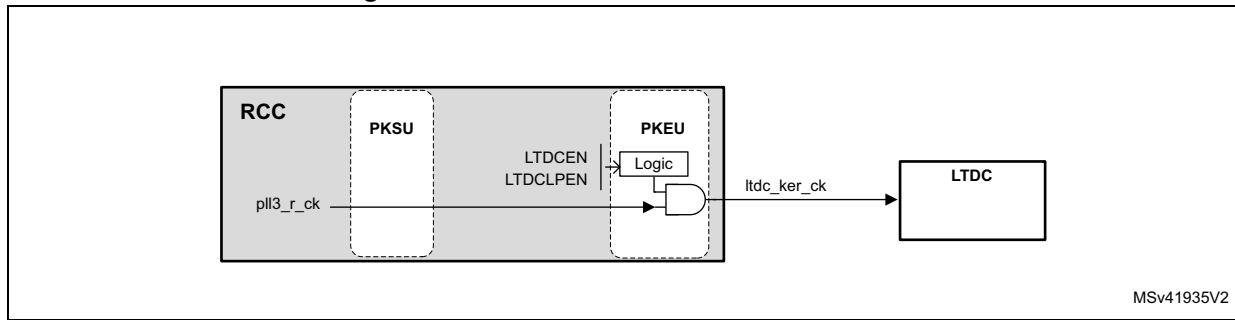 RCC
PKSU
PKEU
LTDCEN
LTDCLPEN
Logic
pll3_r_ck
ltdc_ker_ck
LTDC
MSv41935V2